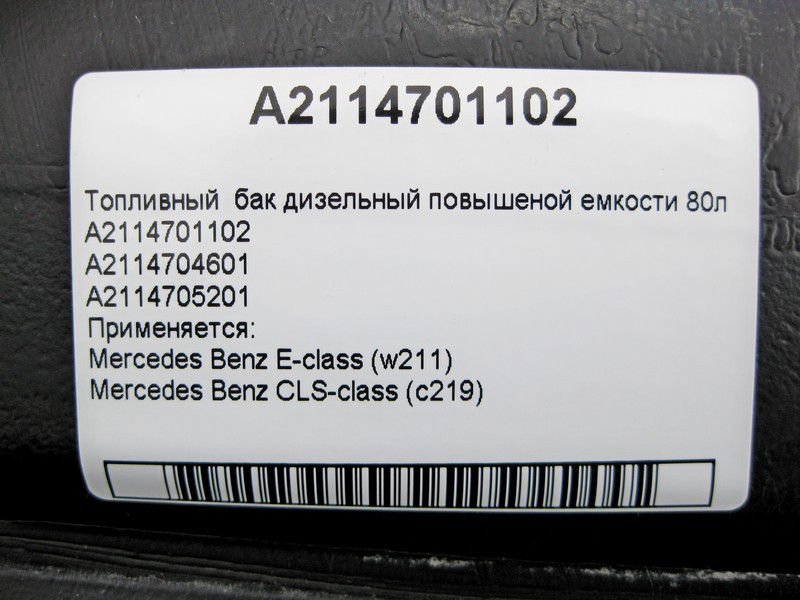 A2114701102
Топливный бак дизельный повышеной емкости 80л
A2114701102
A2114704601
A2114705201
Применяется:
Mercedes Benz E-class (w211)
Mercedes Benz CLS-class (c219)